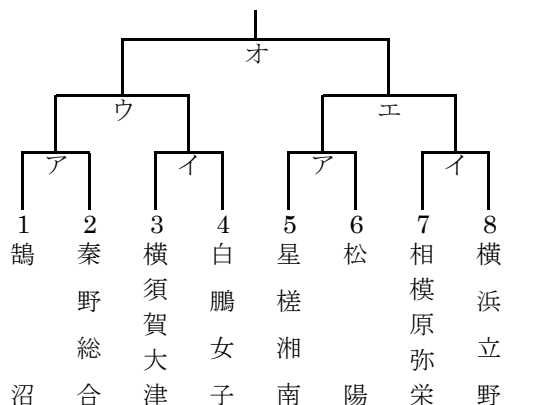 オ
ウ
エ
ア
イ
ア
イ
1
2
3
4
5
6
7
8
鵠沼
秦野総合
横須賀大津
白鵬女子
星槎湘南
松陽
相模原弥栄
横浜立野